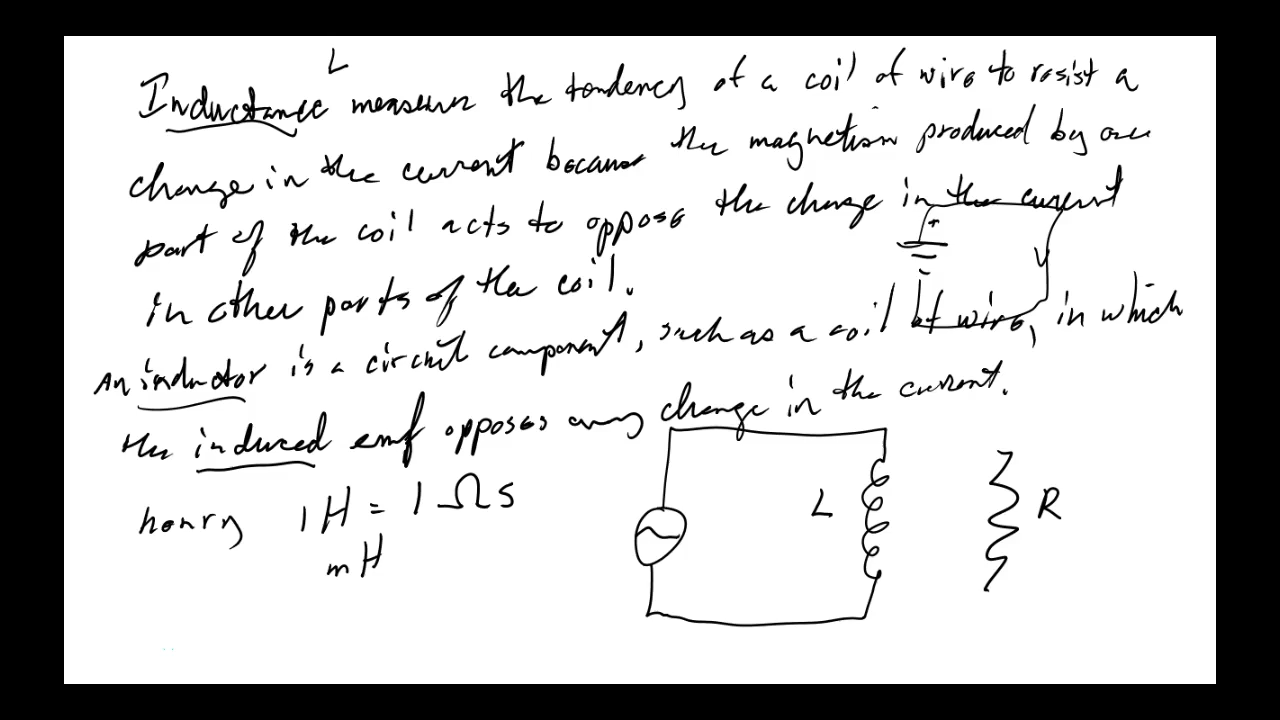 L
Inductance measures the tendency of a coil of wire to resist a
change in the current because the magnetism produced by one
part of the coil acts to oppose the change in the current
in other parts of the coil.
+
-
An inductor is a circuit component, such as a coil of wire, in which
the induced emf opposes any change in the current.
henry 1 H = 1 Ω s
mH
L
R